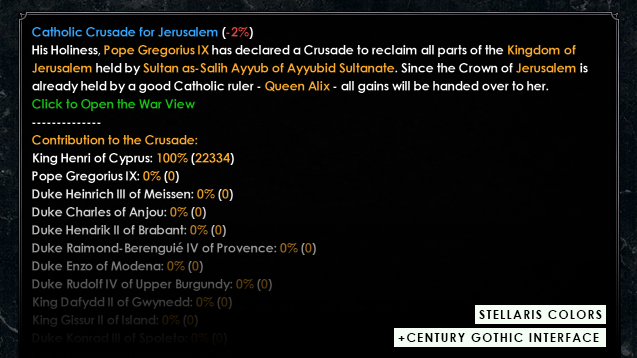 Catholic Crusade for Jerusalem (-2%)
His Holiness, Pope Gregorius IX has declared a Crusade to reclaim all parts of the Kingdom of
Jerusalem held by Sultan as-Salih Ayyub of Ayyubid Sultanate. Since the Crown of Jerusalem is
already held by a good Catholic ruler - Queen Alix - all gains will be handed over to her.
Click to Open the War View
--------------
Contribution to the Crusade:
King Henri of Cyprus: 100% (22334)
Pope Gregorius IX: 0% (0)
Duke Heinrich III of Meissen: 0% (0)
Duke Charles of Anjou: 0% (0)
Duke Hendrik II of Brabant: 0% (0)
Duke Raimond-Berenguié IV of Provence: 0% (0)
Duke Enzo of Modena: 0% (0)
Duke Rudolf IV of Upper Burgundy: 0% (0)
King Dafydd II of Gwynedd: 0% (0)
King Gissur II of Island: 0% (0)
Duke Konrad III of Spoleto: 0% (0)
STELLARIS COLORS
+CENTURY GOTHIC INTERFACE